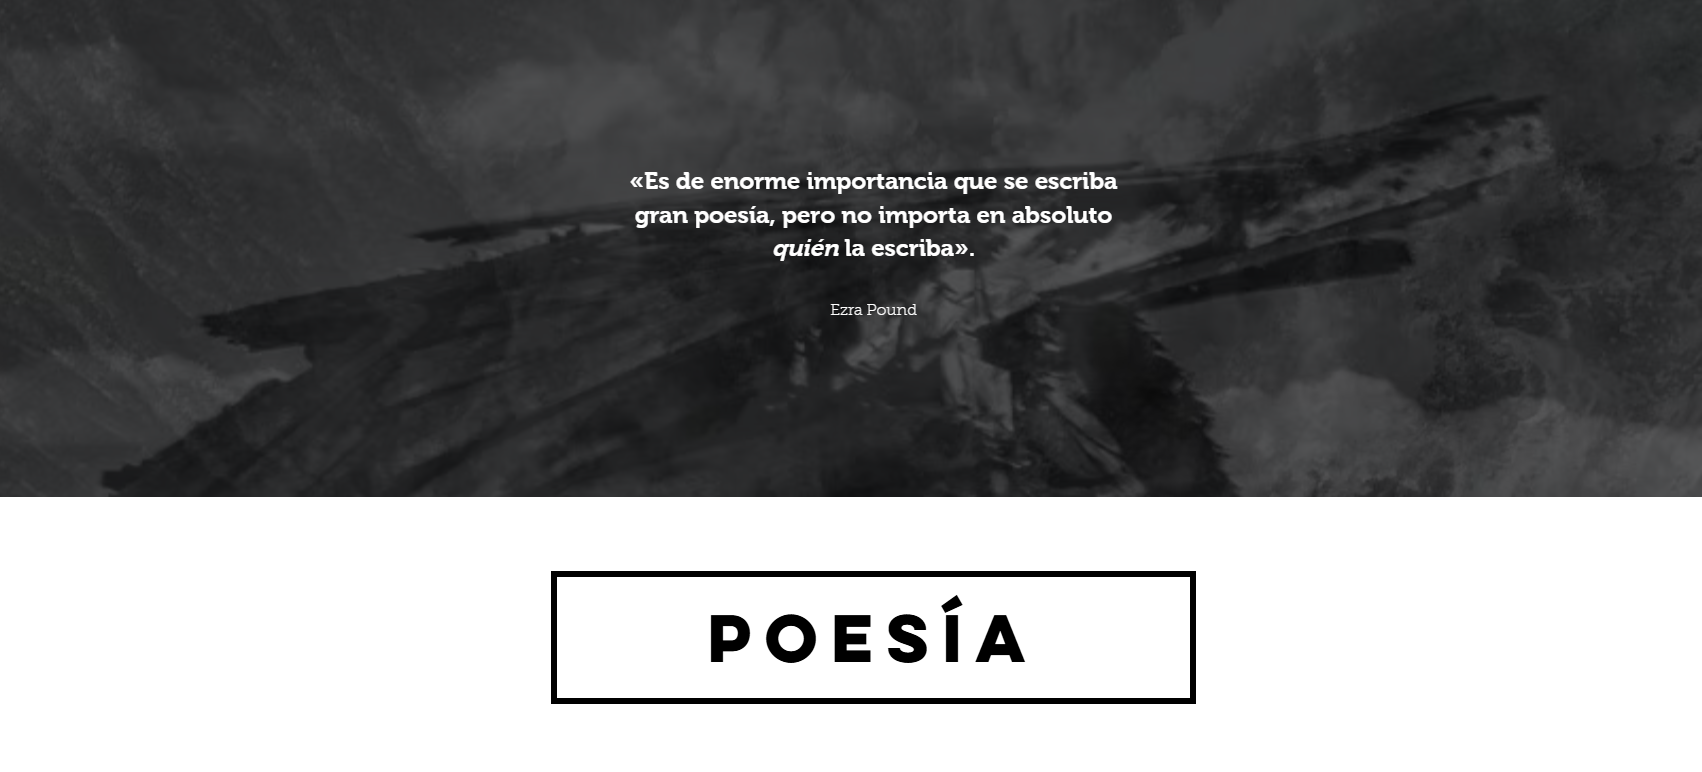 «Es de enorme importancia que se escriba
gran poesía, pero no importa en absoluto
quién la escriba».
Ezra Pound
POESÍA